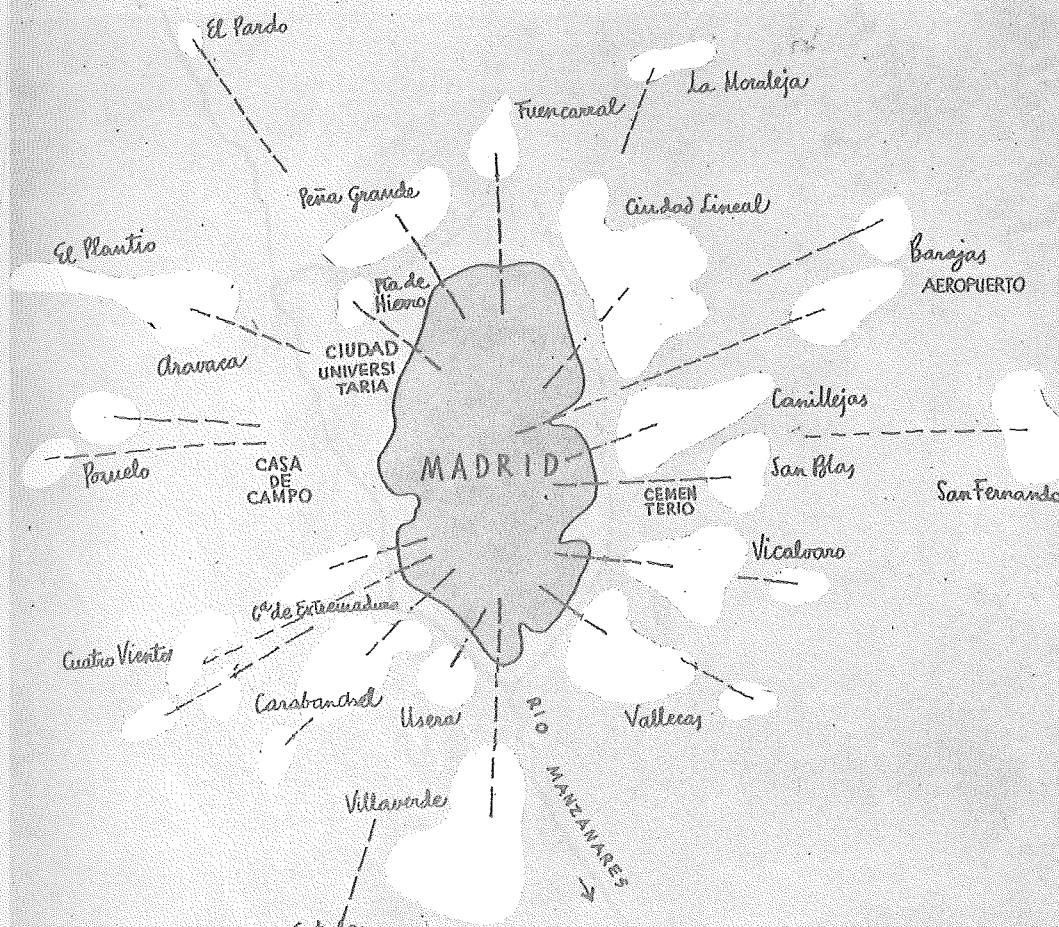 El Pardo
La Moraleja
Fuencarral
Peña Grande
Ciudad Lineal
El Plantio
Barajas
AEROPUERTO
Pta de
Hierro
CIUDAD
UNIVERSI
TARIA
Aravaca
Canillejas
MADRID
Pozuelo
CASA
DE
CAMPO
San Blas
CEMEN
TERIO
San Fernando
Vicalvaro
Cª de Extremadura
Cuatro Vientos
Carabanchel
Usera
Vallecas
RIO MANZANARES
Villaverde